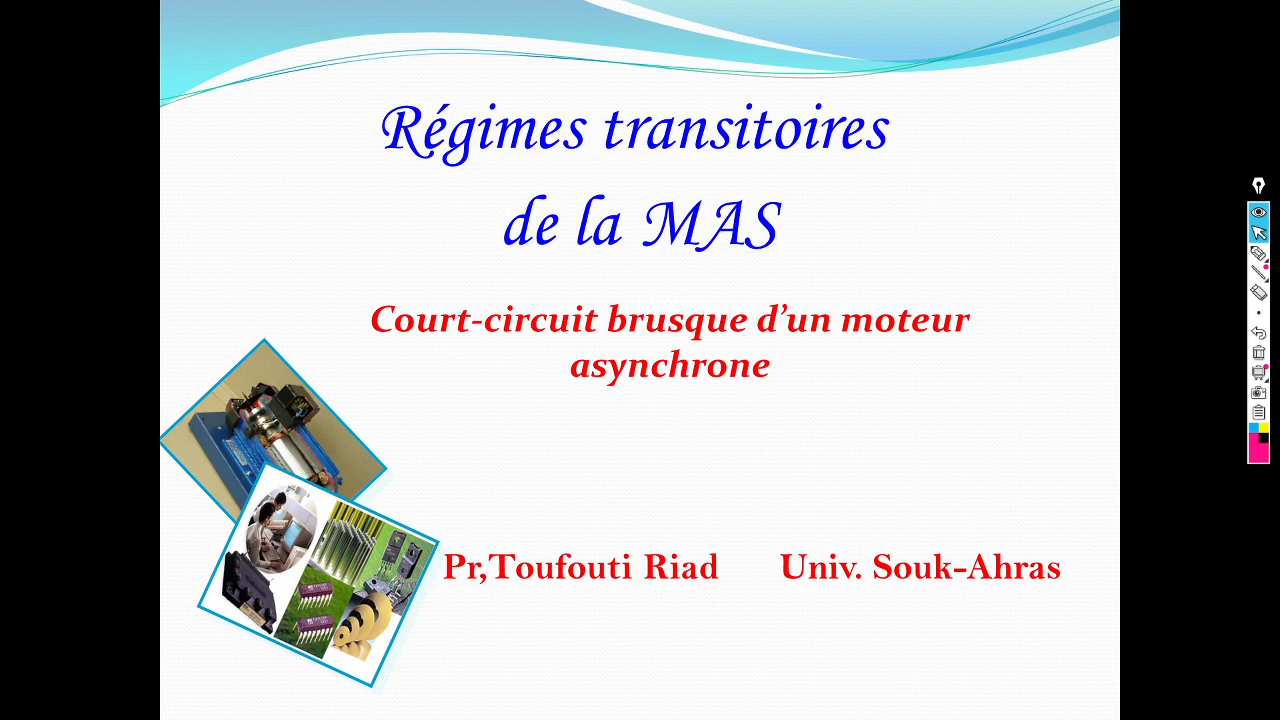 Régimes transitoires
de la MAS
Court-circuit brusque d’un moteur
asynchrone
Pr,Toufouti Riad Univ. Souk-Ahras